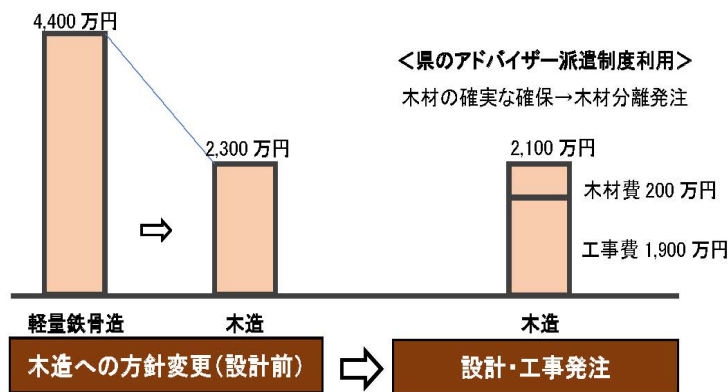 4,400 万円
<県のアドバイザー派遣制度利用>
木材の確実な確保→木材分離発注
2,300 万円
2,100 万円
木材費 200 万円
工事費 1,900 万円
⇨
軽量鉄骨造
木造
木造
木造への方針変更(設計前)
⇨
設計・工事発注